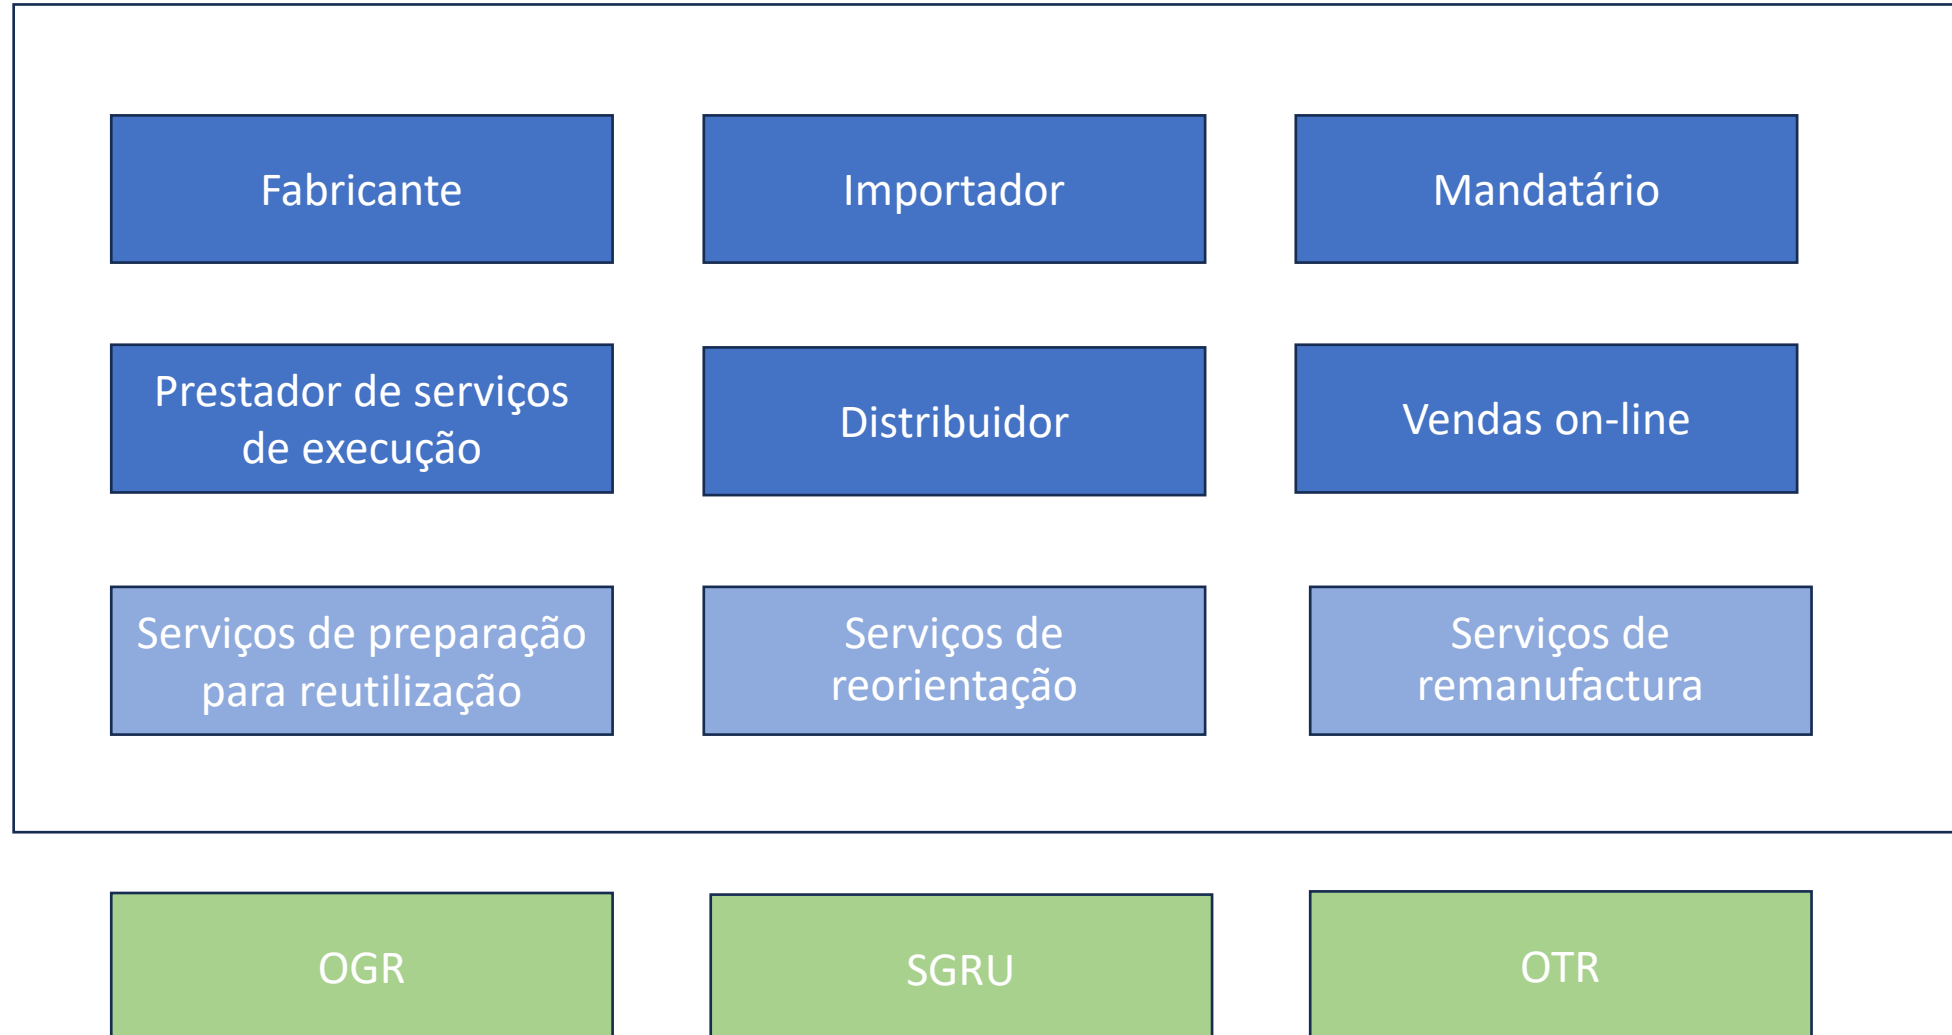 Fabricante
Importador
Mandatário
Prestador de serviços
de execução
Distribuidor
Vendas on-line
Serviços de preparação
para reutilização
Serviços de
reorientação
Serviços de
remanufactura
OGR
SGRU
OTR